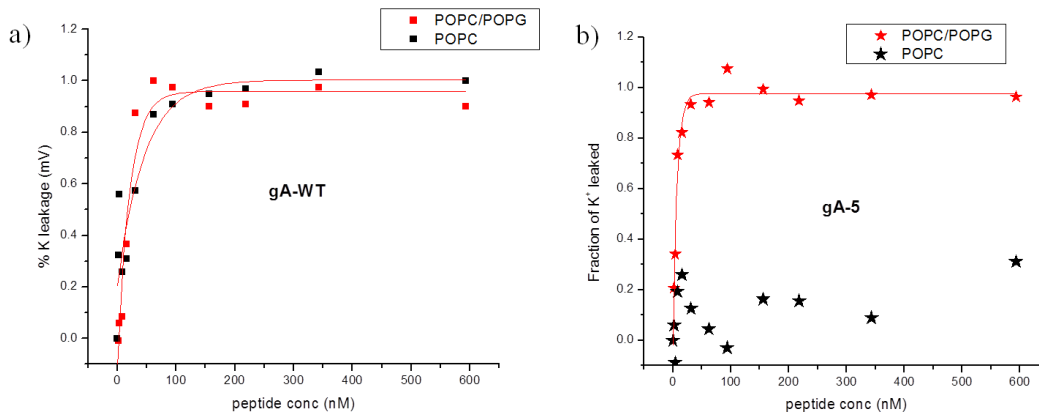 a)
POPC/POPG
POPC
1.2
1.0
0.8
0.6
0.4
0.2
0.0
% K leakage (mV)
gA-WT
0
100
200
300
400
500
600
peptide conc (nM)
b)
POPC/POPG
POPC
1.2
1.0
0.8
0.6
0.4
0.2
0.0
Fraction of K⁺ leaked
gA-5
0
100
200
300
400
500
600
peptide conc (nM)